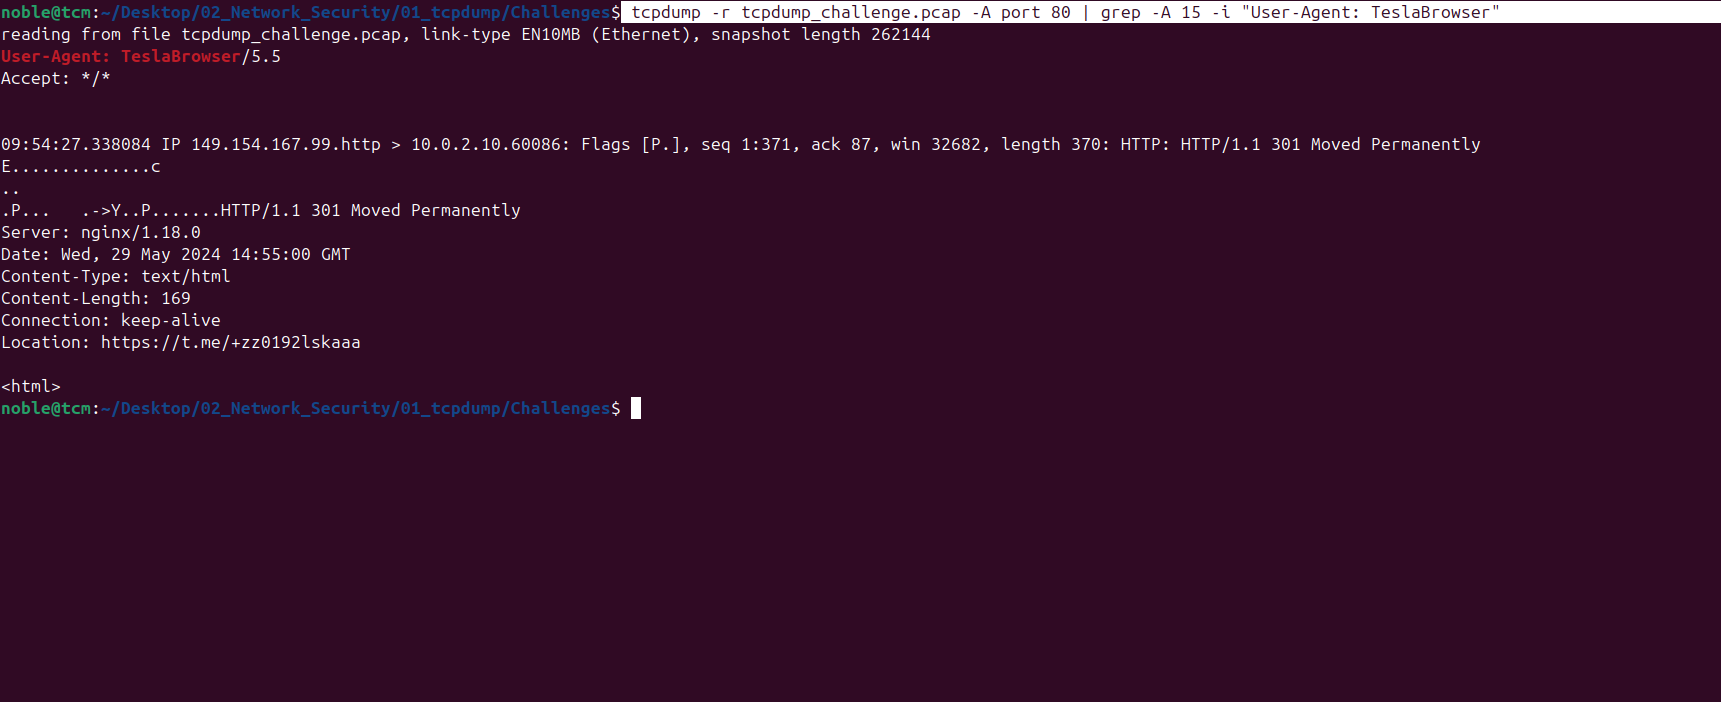 noble@tcm:~/Desktop/02_Network_Security/01_tcpdump/Challenges$ tcpdump -r tcpdump_challenge.pcap -A port 80 | grep -A 15 -i "User-Agent: TeslaBrowser"
reading from file tcpdump_challenge.pcap, link-type EN10MB (Ethernet), snapshot length 262144
User-Agent: TeslaBrowser/5.5
Accept: */*
09:54:27.338084 IP 149.154.167.99.http > 10.0.2.10.60086: Flags [P.], seq 1:371, ack 87, win 32682, length 370: HTTP: HTTP/1.1 301 Moved Permanently
E..............c
..
.P...   .->Y..P.......HTTP/1.1 301 Moved Permanently
Server: nginx/1.18.0
Date: Wed, 29 May 2024 14:55:00 GMT
Content-Type: text/html
Content-Length: 169
Connection: keep-alive
Location: https://t.me/+zz0192lskaaa
<html>
noble@tcm:~/Desktop/02_Network_Security/01_tcpdump/Challenges$